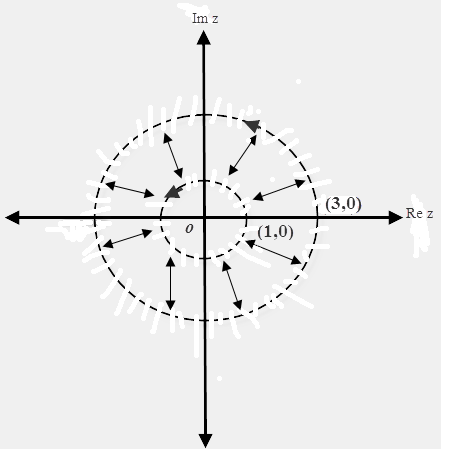 Im z
(3,0)
Re z
o
(1,0)